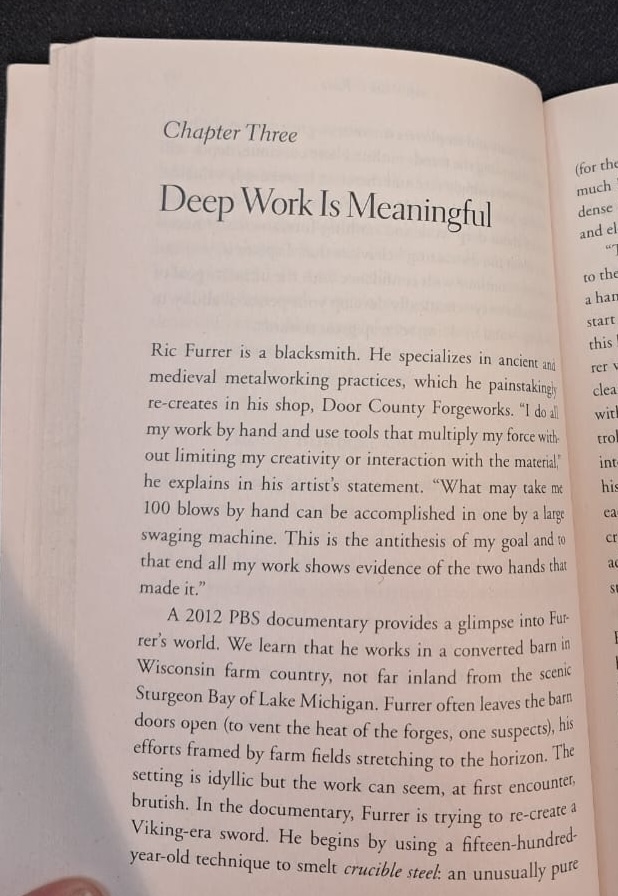 Chapter Three
Deep Work Is Meaningful
Ric Furrer is a blacksmith. He specializes in ancient and
medieval metalworking practices, which he painstakingly
re-creates in his shop, Door County Forgeworks. “I do all
my work by hand and use tools that multiply my force with-
out limiting my creativity or interaction with the material,”
he explains in his artist’s statement. “What may take me
100 blows by hand can be accomplished in one by a large
swaging machine. This is the antithesis of my goal and to
that end all my work shows evidence of the two hands that
made it.”
A 2012 PBS documentary provides a glimpse into Fur-
rer’s world. We learn that he works in a converted barn in
Wisconsin farm country, not far inland from the scenic
Sturgeon Bay of Lake Michigan. Furrer often leaves the barn
doors open (to vent the heat of the forges, one suspects), his
efforts framed by farm fields stretching to the horizon. The
setting is idyllic but the work can seem, at first encounter,
brutish. In the documentary, Furrer is trying to re-create a
Viking-era sword. He begins by using a fifteen-hundred-
year-old technique to smelt crucible steel: an unusually pure
(for the
much
dense
and el
to the
a han
start
this
rer
clea
with
trol
int
his
ea
cr